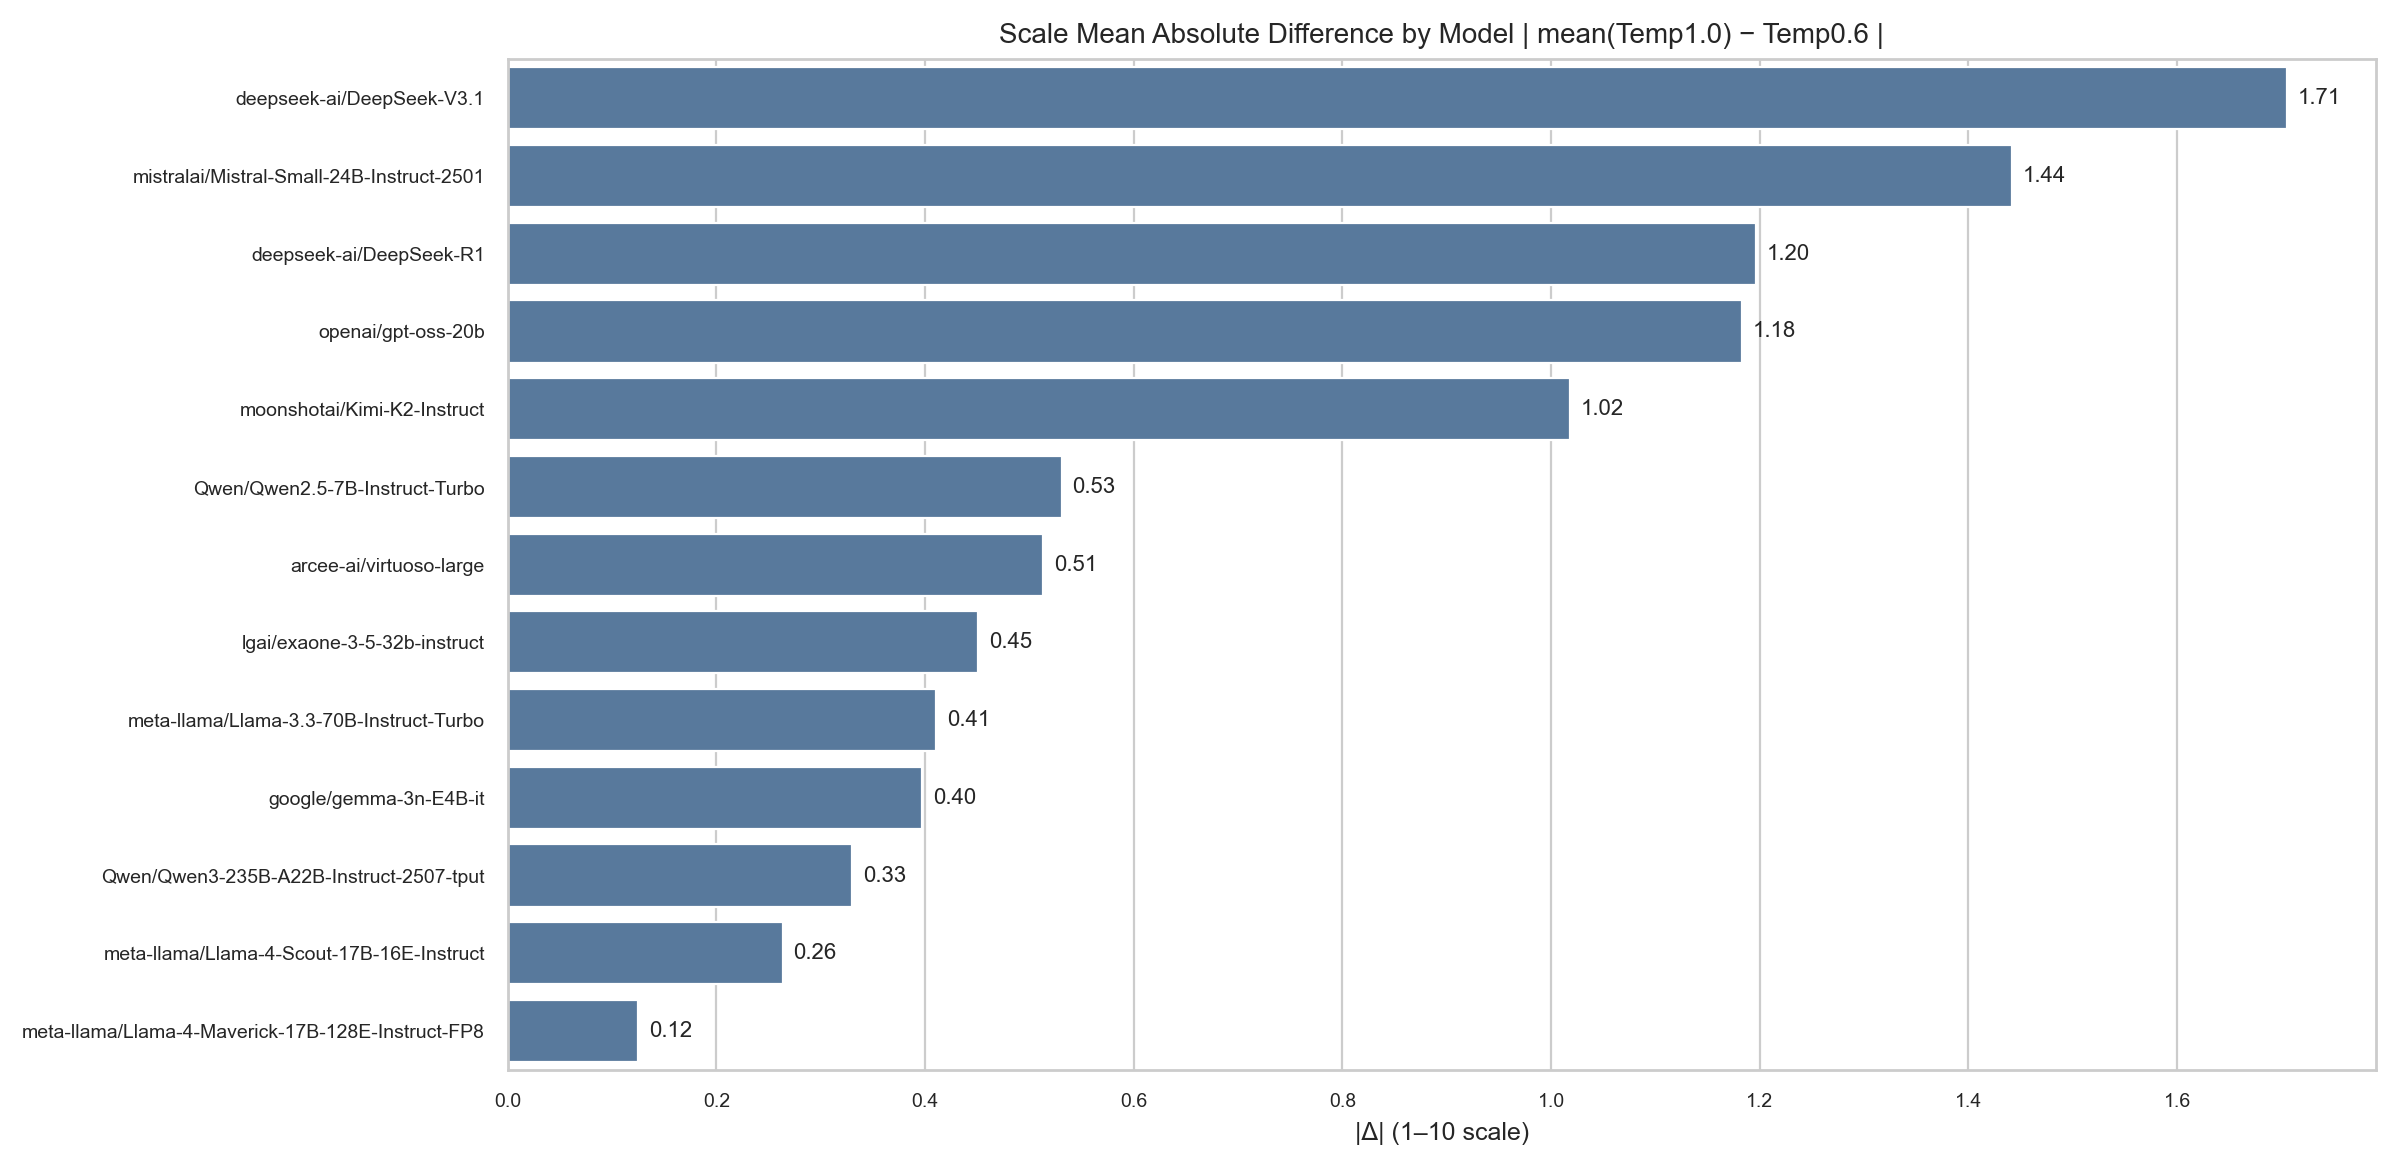 Scale Mean Absolute Difference by Model | mean(Temp1.0) − Temp0.6 |
deepseek-ai/DeepSeek-V3.1 1.71
mistralai/Mistral-Small-24B-Instruct-2501 1.44
deepseek-ai/DeepSeek-R1 1.20
openai/gpt-oss-20b 1.18
moonshotai/Kimi-K2-Instruct 1.02
Qwen/Qwen2.5-7B-Instruct-Turbo 0.53
arcee-ai/virtuoso-large 0.51
lgai/exaone-3-5-32b-instruct 0.45
meta-llama/Llama-3.3-70B-Instruct-Turbo 0.41
google/gemma-3n-E4B-it 0.40
Qwen/Qwen3-235B-A22B-Instruct-2507-tput 0.33
meta-llama/Llama-4-Scout-17B-16E-Instruct 0.26
meta-llama/Llama-4-Maverick-17B-128E-Instruct-FP8 0.12
0.0 0.2 0.4 0.6 0.8 1.0 1.2 1.4 1.6
|Δ| (1–10 scale)